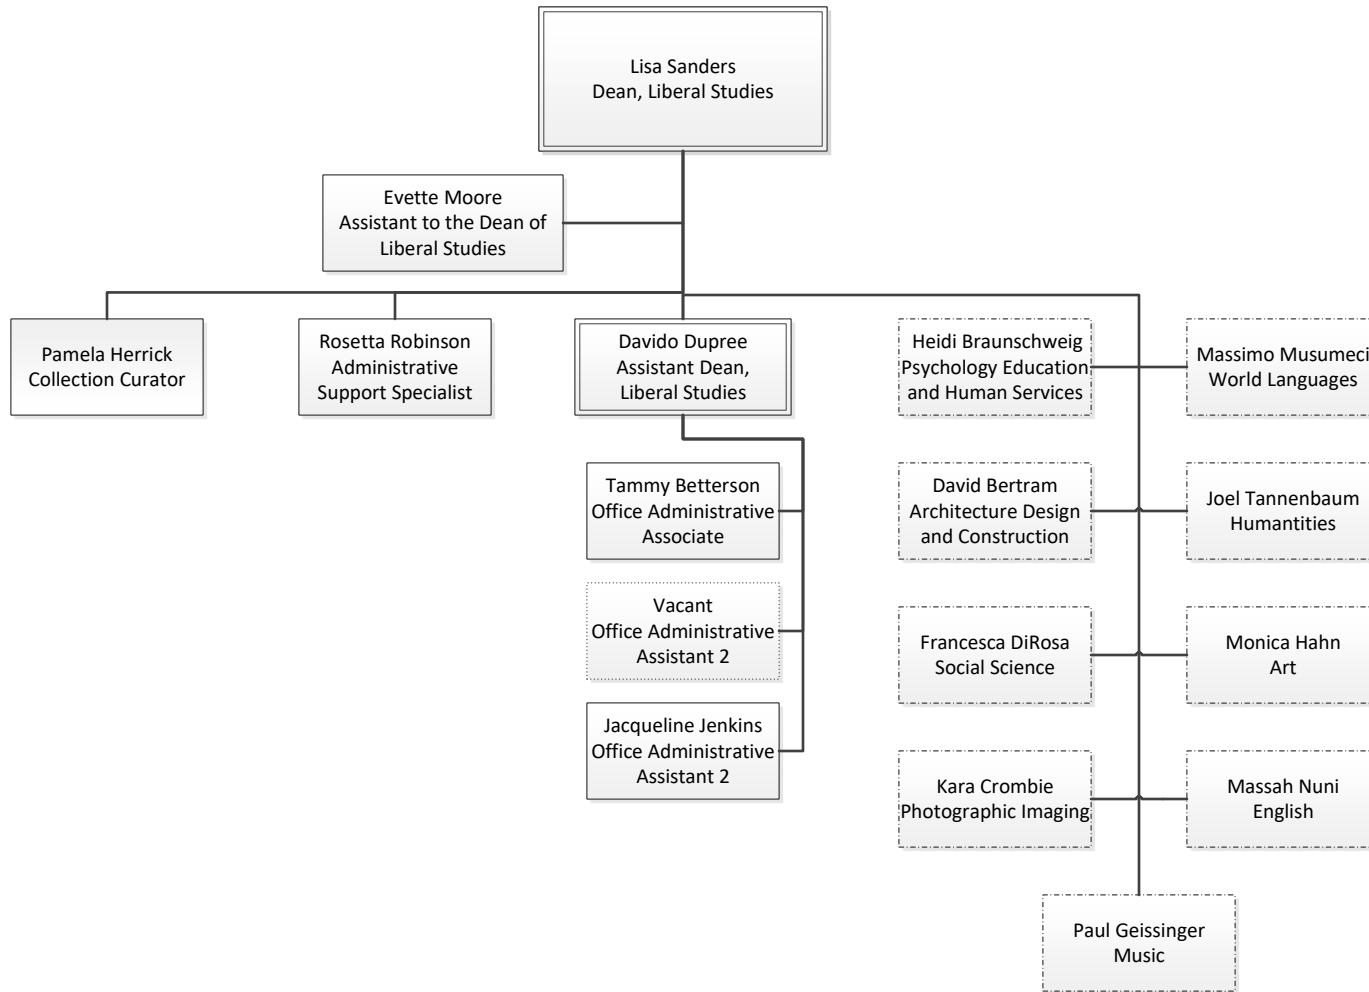 Lisa Sanders
Dean, Liberal Studies
Evette Moore
Assistant to the Dean of
Liberal Studies
Pamela Herrick
Collection Curator
Rosetta Robinson
Administrative
Support Specialist
Davido Dupree
Assistant Dean,
Liberal Studies
Tammy Betterson
Office Administrative
Associate
Vacant
Office Administrative
Assistant 2
Jacqueline Jenkins
Office Administrative
Assistant 2
Heidi Braunschweig
Psychology Education
and Human Services
Massimo Musumeci
World Languages
David Bertram
Architecture Design
and Construction
Joel Tannenbaum
Humantities
Francesca DiRosa
Social Science
Monica Hahn
Art
Kara Crombie
Photographic Imaging
Massah Nuni
English
Paul Geissinger
Music